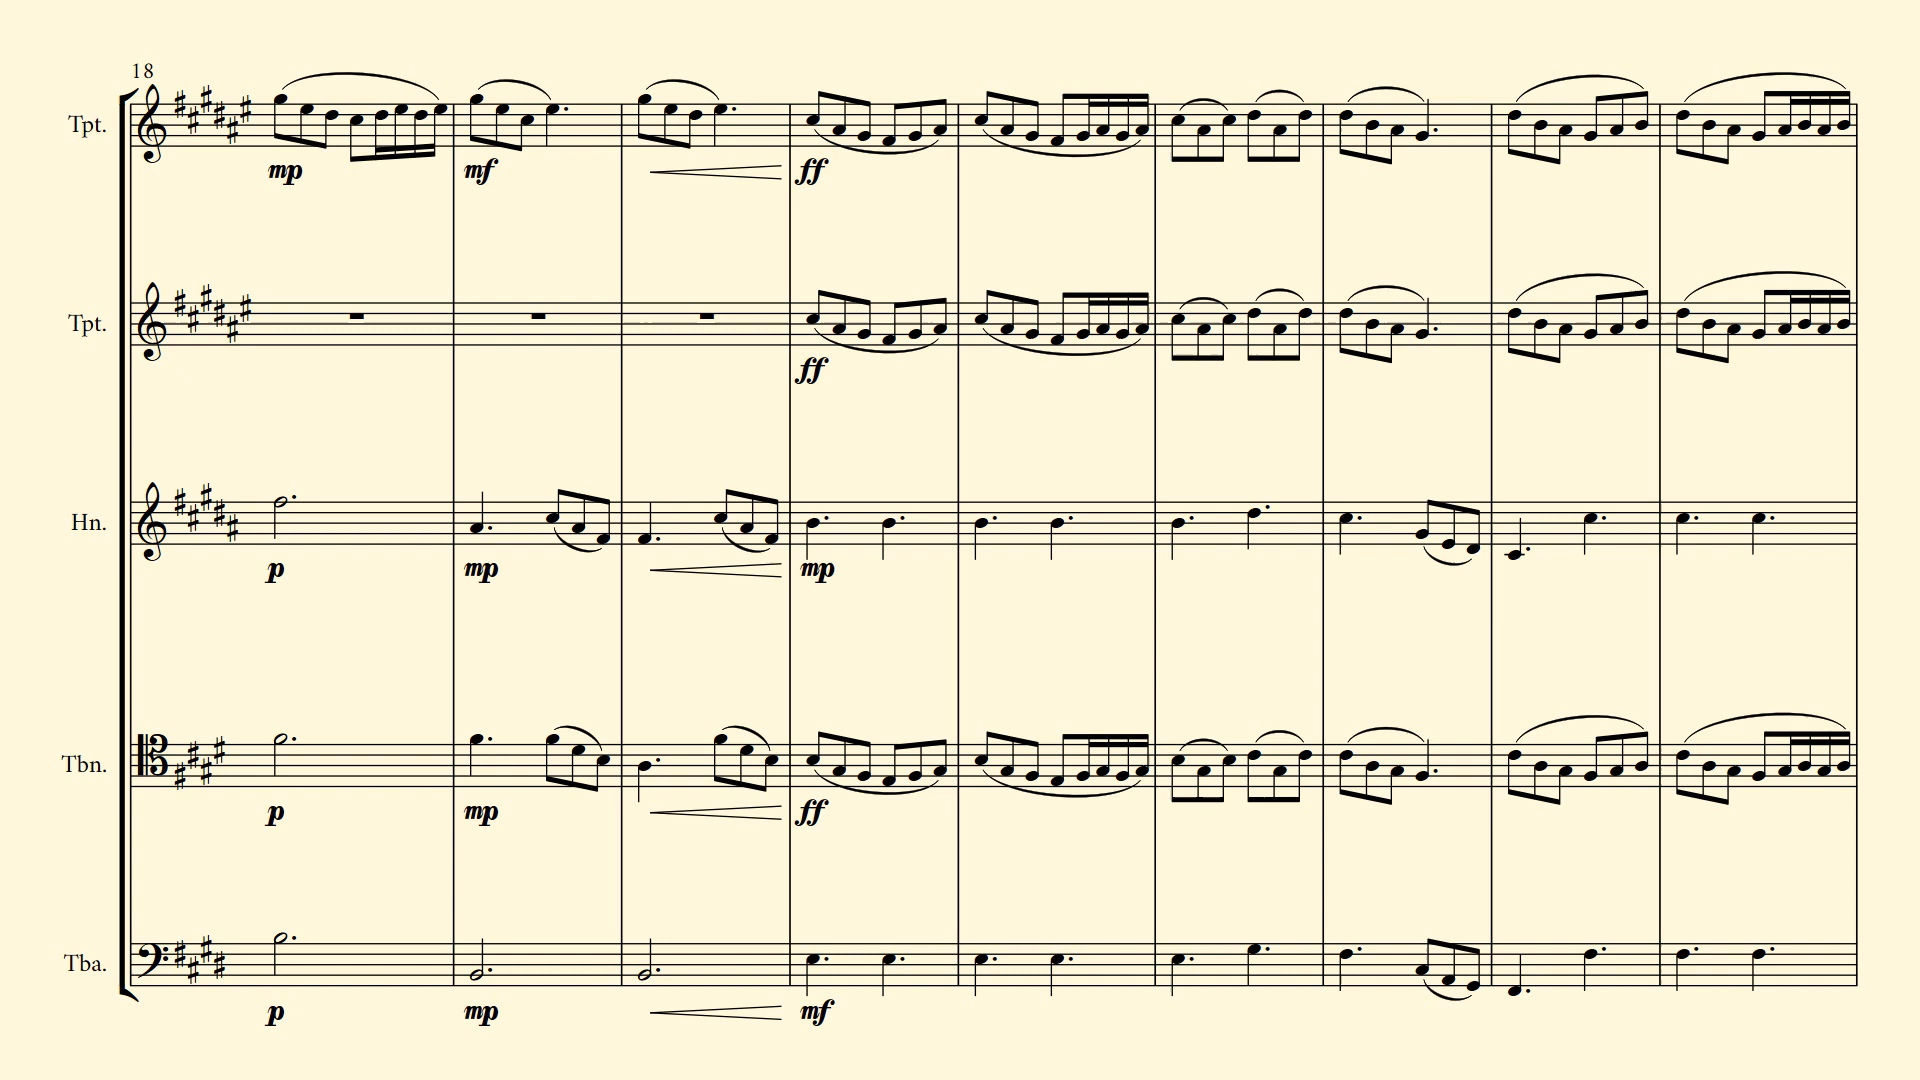 18
Tpt.
mp mf ff
Tpt.
ff
Hn.
p mp mp
Tbn.
p mp ff
Tba.
p mp mf